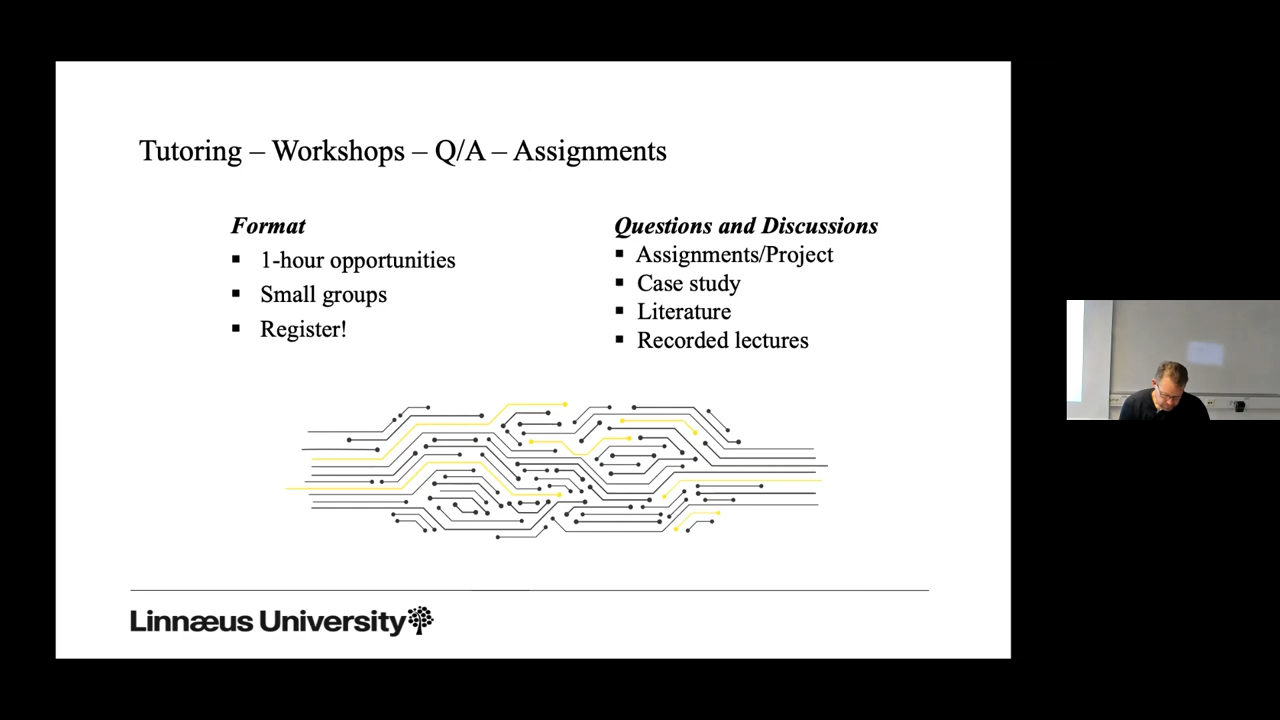 Tutoring – Workshops – Q/A – Assignments
Format
▪ 1-hour opportunities
▪ Small groups
▪ Register!
Questions and Discussions
▪ Assignments/Project
▪ Case study
▪ Literature
▪ Recorded lectures
Linnæus University